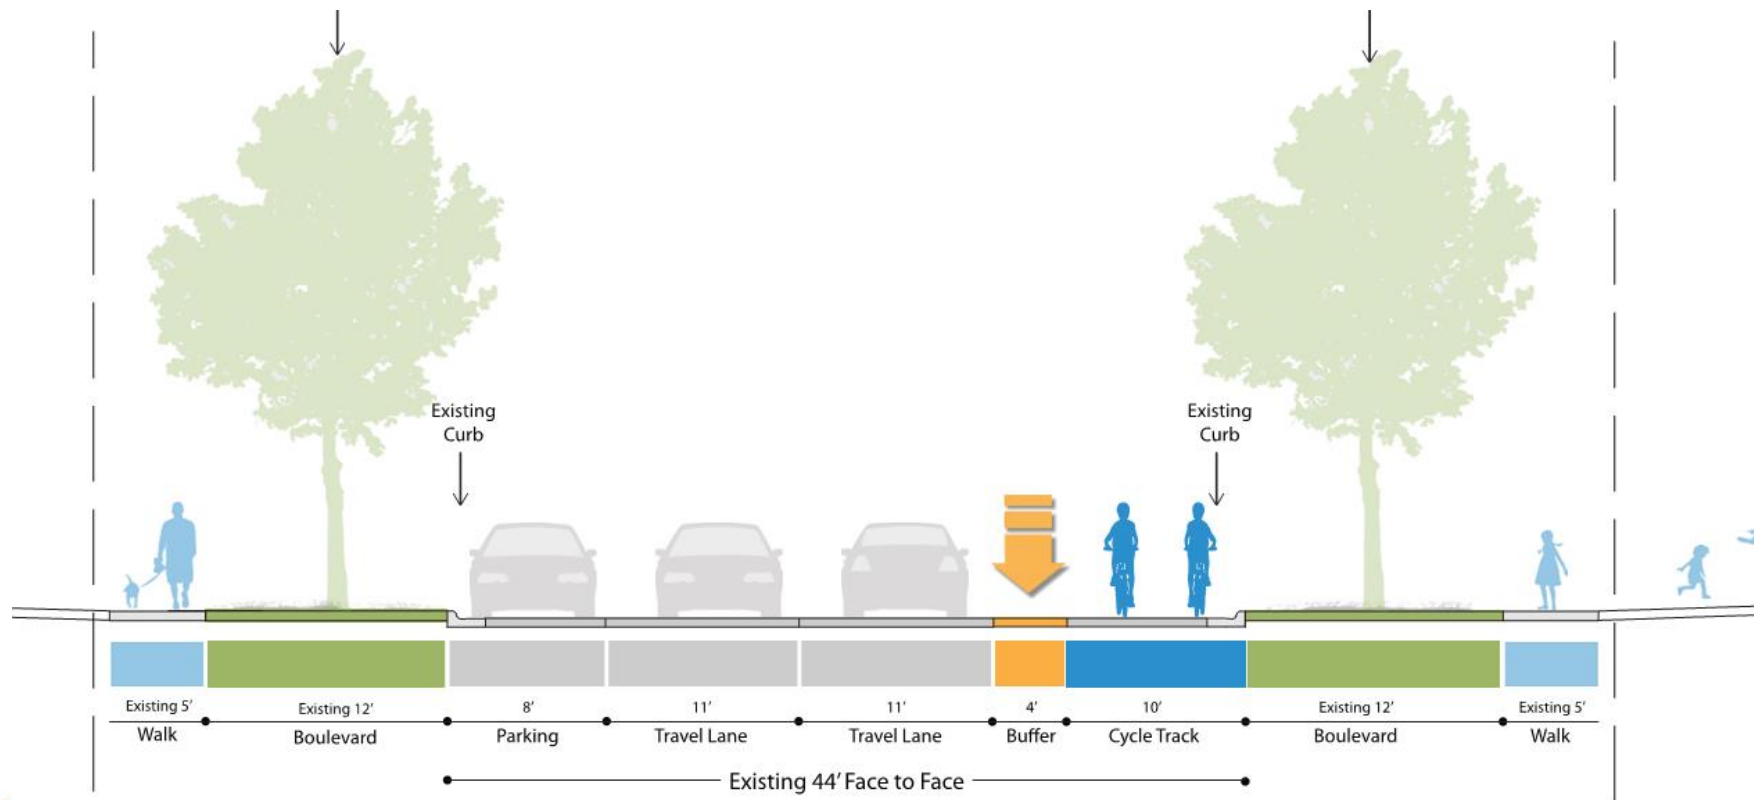 Existing
Curb
Existing
Curb
Existing 5'
Existing 12'
8'
11'
11'
4'
10'
Existing 12'
Existing 5'
Walk
Boulevard
Parking
Travel Lane
Travel Lane
Buffer
Cycle Track
Boulevard
Walk
Existing 44' Face to Face